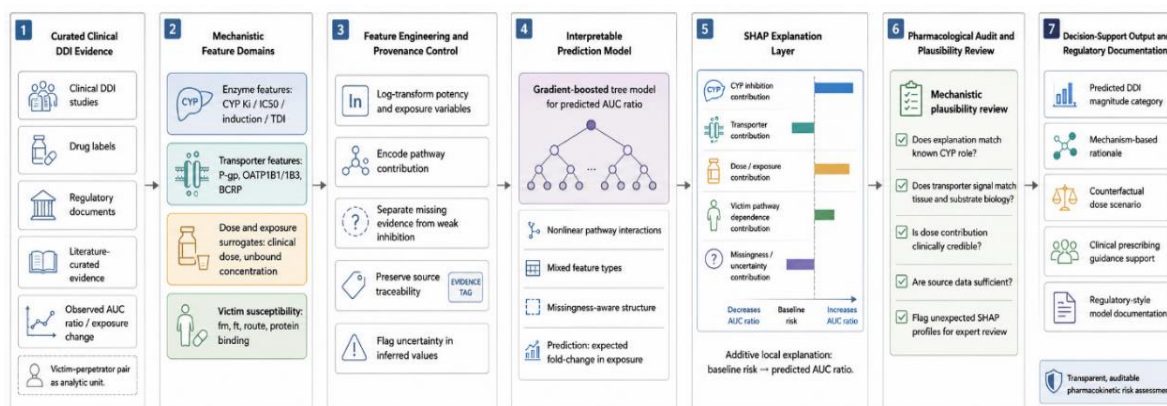 1
Curated Clinical
DDI Evidence
Clinical DDI
studies
Drug labels
Regulatory
documents
Literature-
curated
evidence
Observed AUC
ratio / exposure
change
Victim–perpetrator pair
as analytic unit.
2
Mechanistic
Feature Domains
CYP
Enzyme features:
CYP Ki / IC50 /
induction / TDI
Transporter features:
P-gp, OATP1B1/1B3,
BCRP
Dose and exposure
surrogates: clinical
dose, unbound
concentration
Victim susceptibility:
fm, ft, route, protein
binding
3
Feature Engineering and
Provenance Control
ln
Log-transform potency
and exposure variables
Encode pathway
contribution
?
Separate missing
evidence from weak
inhibition
Preserve source
traceability
EVIDENCE
TAG
Flag uncertainty in
inferred values
4
Interpretable
Prediction Model
Gradient-boosted tree model
for predicted AUC ratio
...
Nonlinear pathway interactions
Mixed feature types
Missingness-aware structure
Prediction: expected
fold-change in exposure
5
SHAP Explanation
Layer
CYP
CYP inhibition
contribution
Transporter
contribution
Dose / exposure
contribution
Victim pathway
dependence
contribution
?
Missingness /
uncertainty
contribution
Decreases
AUC ratio
Baseline
risk
Increases
AUC ratio
Additive local explanation:
baseline risk → predicted AUC ratio.
6
Pharmacological Audit and
Plausibility Review
Mechanistic
plausibility review
Does explanation match
known CYP role?
Does transporter signal match
tissue and substrate biology?
Is dose contribution
clinically credible?
Are source data sufficient?
Flag unexpected SHAP
profiles for expert review
7
Decision-Support Output and
Regulatory Documentation
Predicted DDI
magnitude category
Mechanism-based
rationale
Counterfactual
dose scenario
Clinical prescribing
guidance support
Regulatory-style
model documentation
Transparent, auditable
pharmacokinetic risk assessment